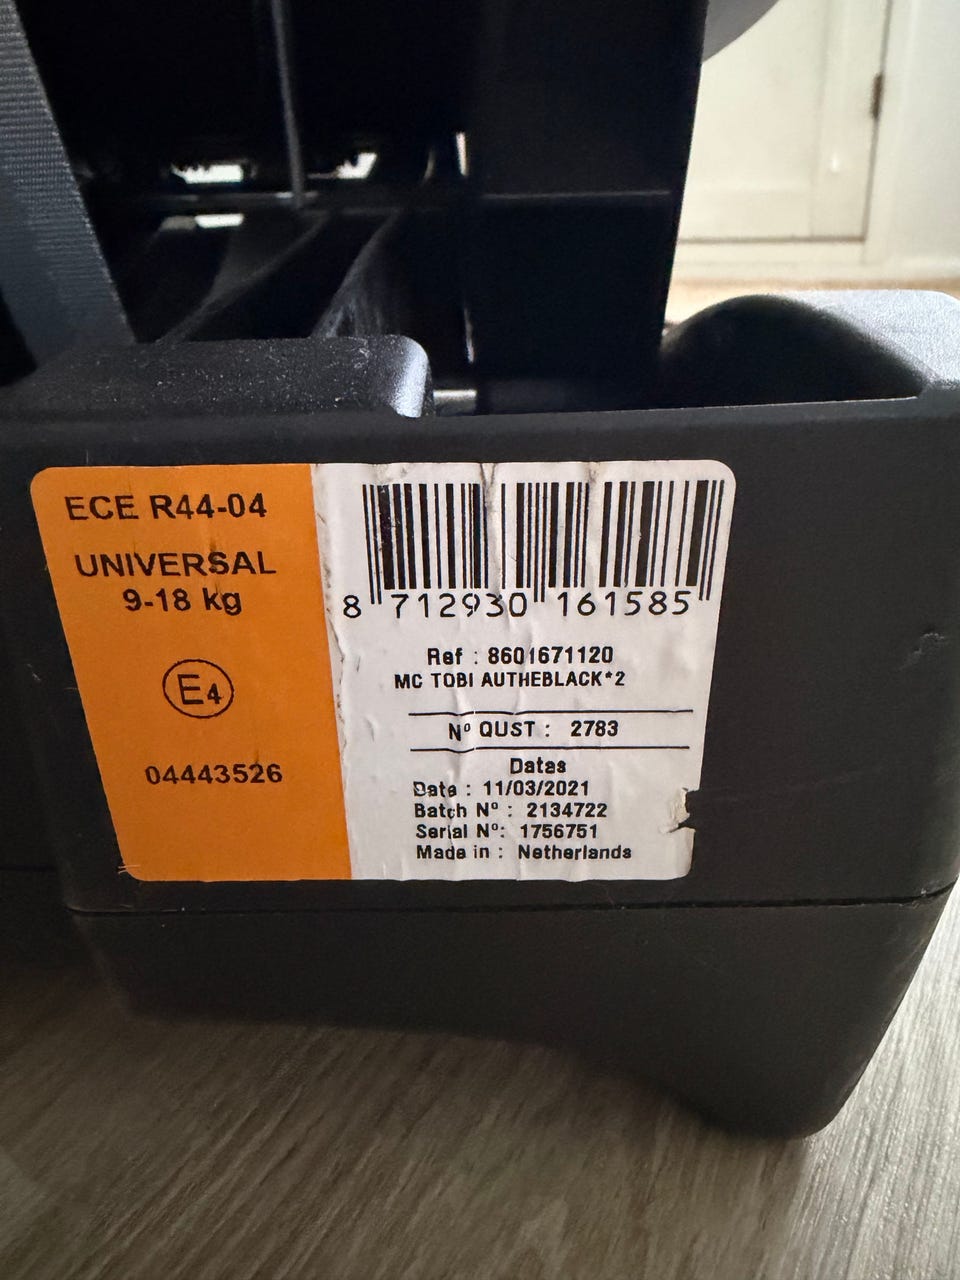 ECE R44-04
UNIVERSAL
9-18 kg
E4
04443526
8 712930 161585
Ref : 8601671120
MC TOBI AUTHEBLACK*2
Nº QUST : 2783
Datas
Date : 11/03/2021
Batch Nº : 2134722
Serial Nº: 1756751
Made in : Netherlands